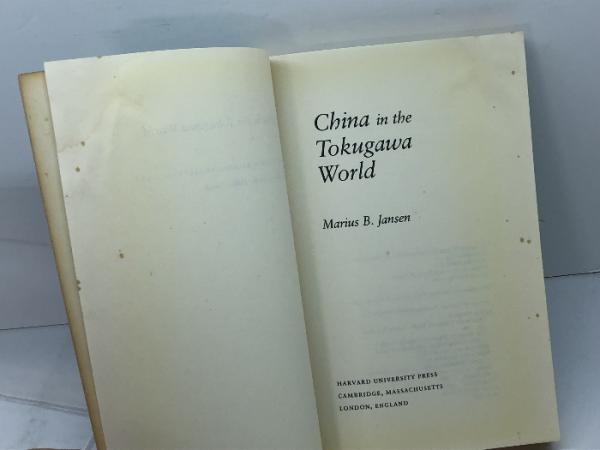 China in the
Tokugawa
World
Marius B. Jansen
HARVARD UNIVERSITY PRESS
CAMBRIDGE, MASSACHUSETTS
LONDON, ENGLAND